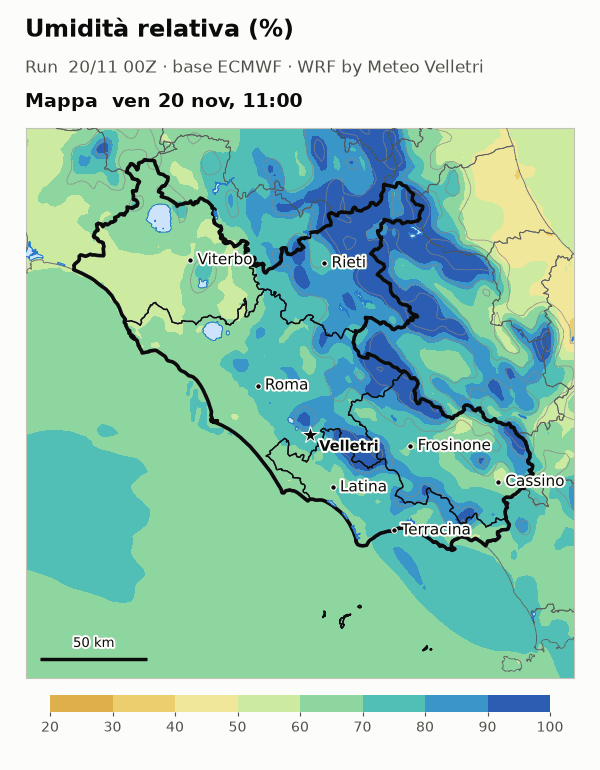 Umidità relativa (%)
Run  20/11 00Z · base ECMWF · WRF by Meteo Velletri
Mappa  ven 20 nov, 11:00
Viterbo
Rieti
Roma
Velletri
Frosinone
Cassino
Latina
Terracina
50 km
20 30 40 50 60 70 80 90 100